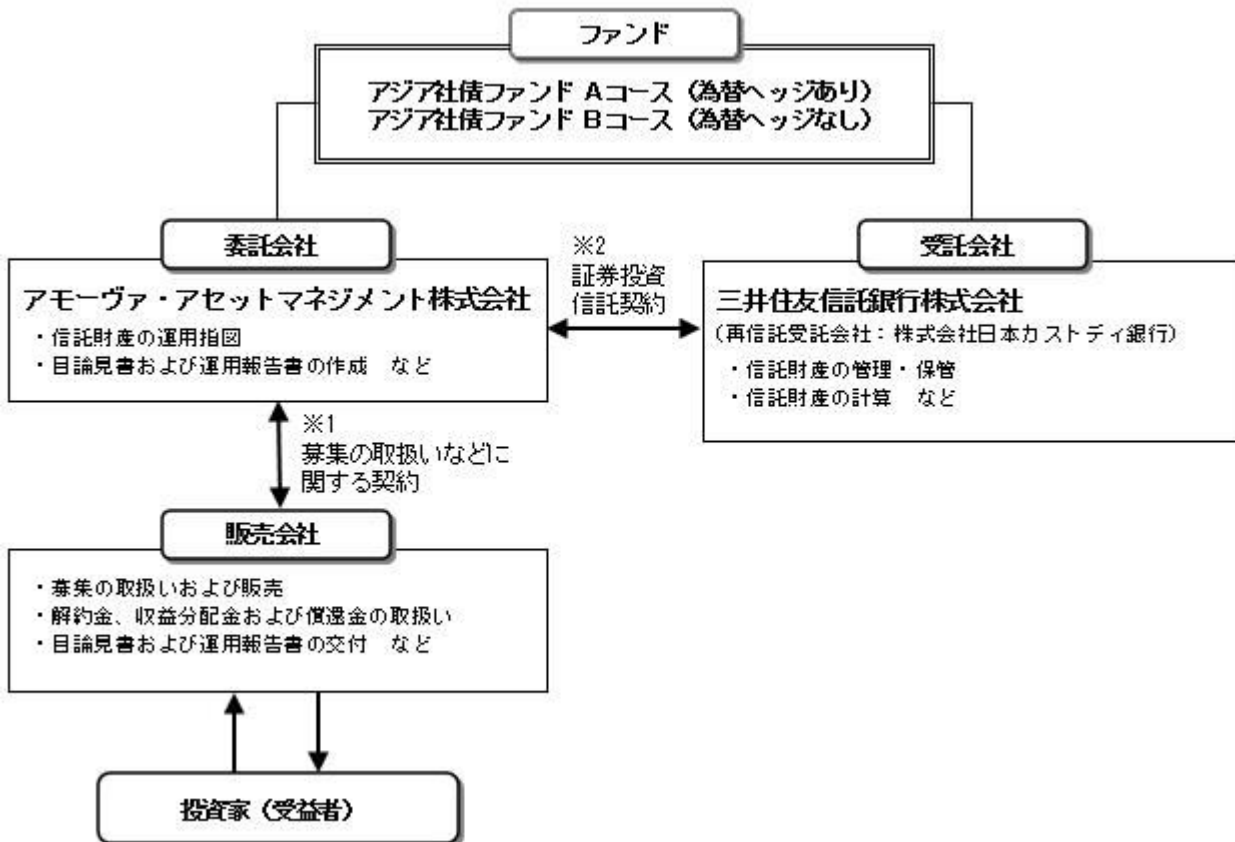 ファンド
アジア社債ファンド Aコース（為替ヘッジあり）
アジア社債ファンド Bコース（為替ヘッジなし）
委託会社
アモーヴァ・アセットマネジメント株式会社
・信託財産の運用指図
・目論見書および運用報告書の作成　など
※2
証券投資
信託契約
受託会社
三井住友信託銀行株式会社
（再信託受託会社：株式会社日本カストディ銀行）
・信託財産の管理・保管
・信託財産の計算　など
※1
募集の取扱いなどに
関する契約
販売会社
・募集の取扱いおよび販売
・解約金、収益分配金および償還金の取扱い
・目論見書および運用報告書の交付　など
投資家（受益者）